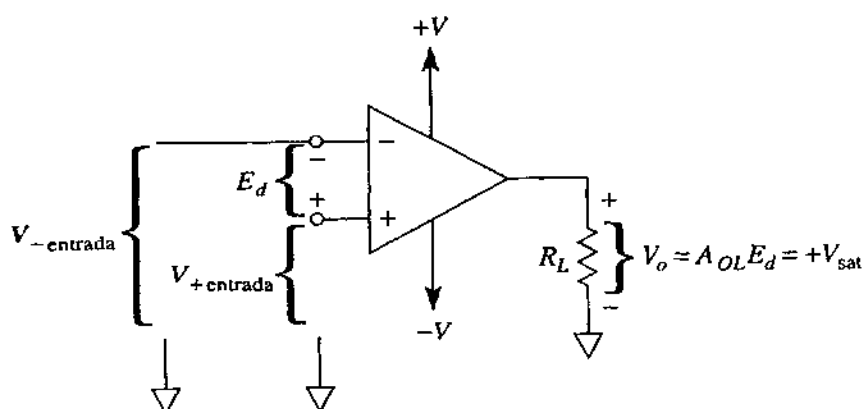 +V
−
−
E_d
+
+
V_−entrada
V_+entrada
−V
R_L
+
−
V_o = A_OL E_d = +V_sat